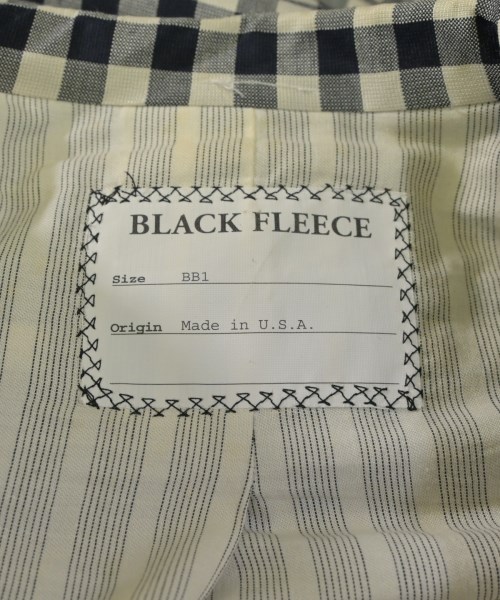 BLACK FLEECE
Size BB1
Origin Made in U.S.A.